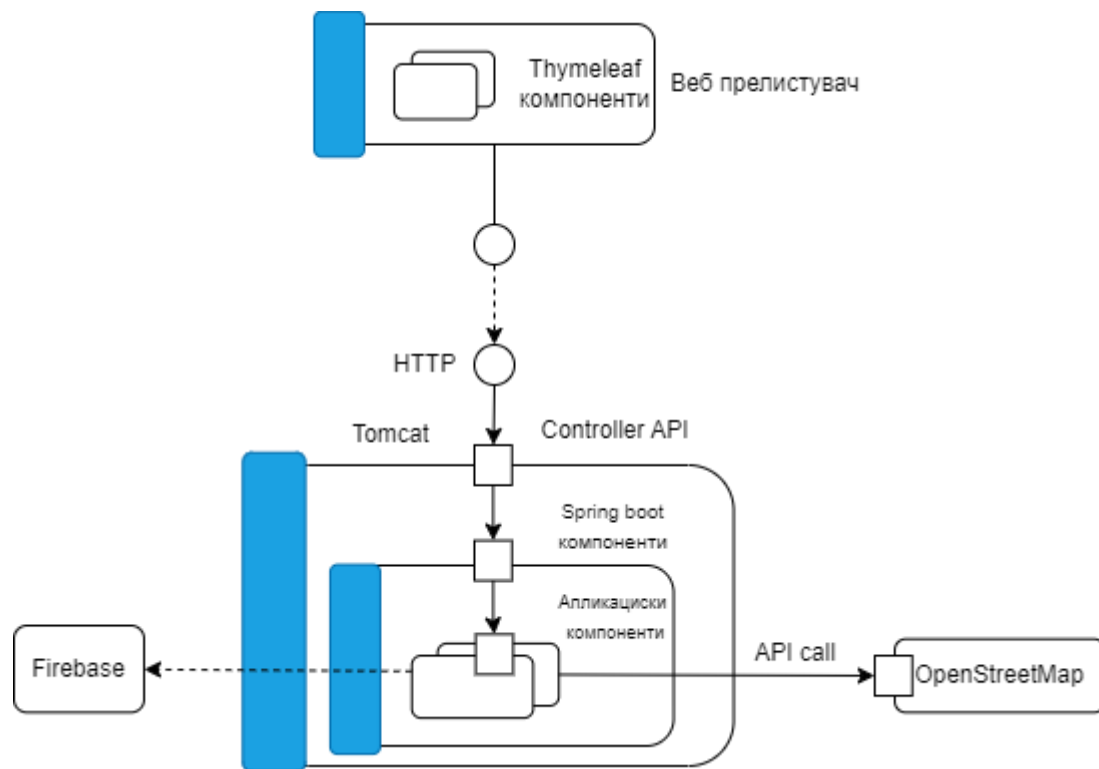 Thymeleaf
компоненти
Веб прелистувач
HTTP
Tomcat
Controller API
Spring boot
компоненти
Апликациски
компоненти
Firebase
API call
OpenStreetMap